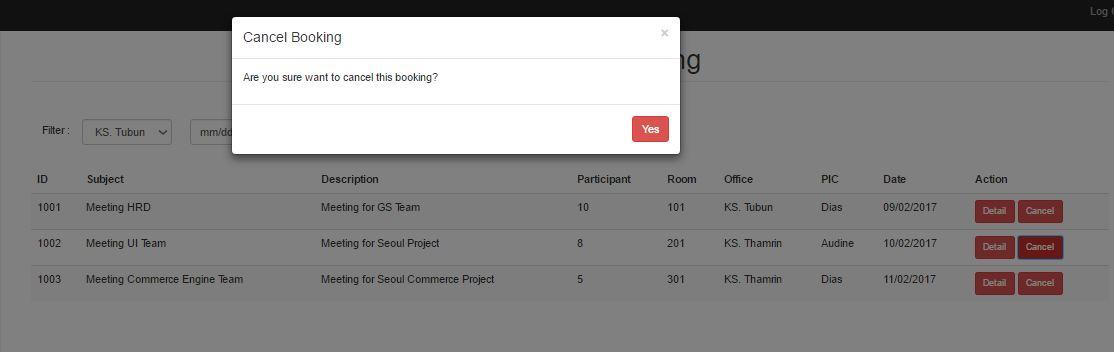 Log
Cancel Booking ×
ng
Are you sure want to cancel this booking?
Filter : KS. Tubun mm/dd
Yes
ID Subject Description Participant Room Office PIC Date Action
1001 Meeting HRD Meeting for GS Team 10 101 KS. Tubun Dias 09/02/2017 Detail Cancel
1002 Meeting UI Team Meeting for Seoul Project 8 201 KS. Thamrin Audine 10/02/2017 Detail Cancel
1003 Meeting Commerce Engine Team Meeting for Seoul Commerce Project 5 301 KS. Thamrin Dias 11/02/2017 Detail Cancel